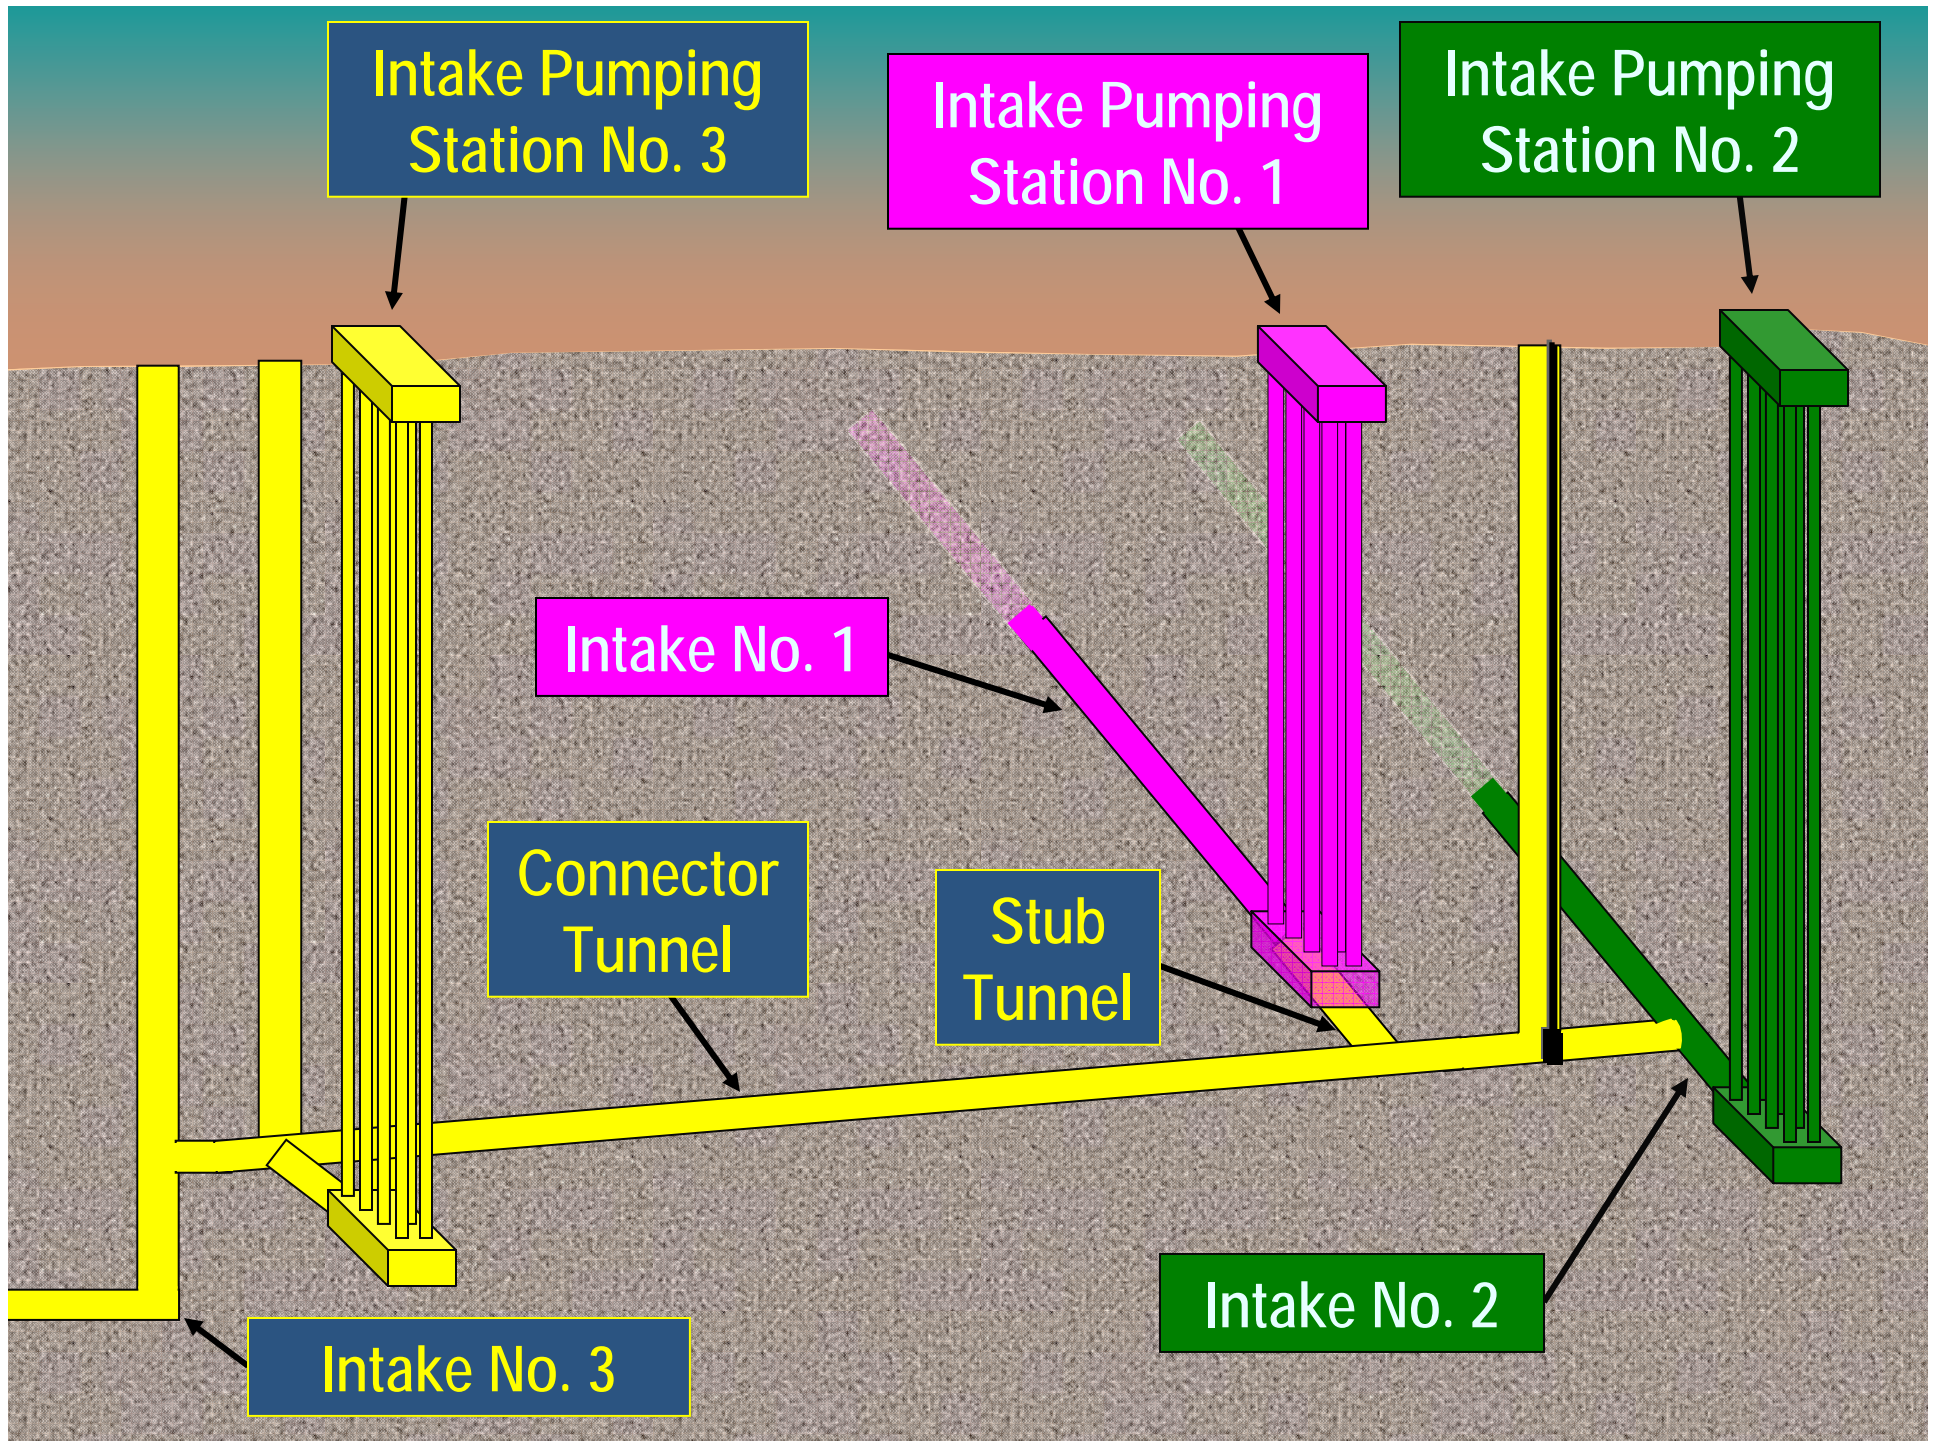 Intake Pumping
Station No. 3
Intake Pumping
Station No. 1
Intake Pumping
Station No. 2
Intake No. 1
Connector
Tunnel
Stub
Tunnel
Intake No. 2
Intake No. 3